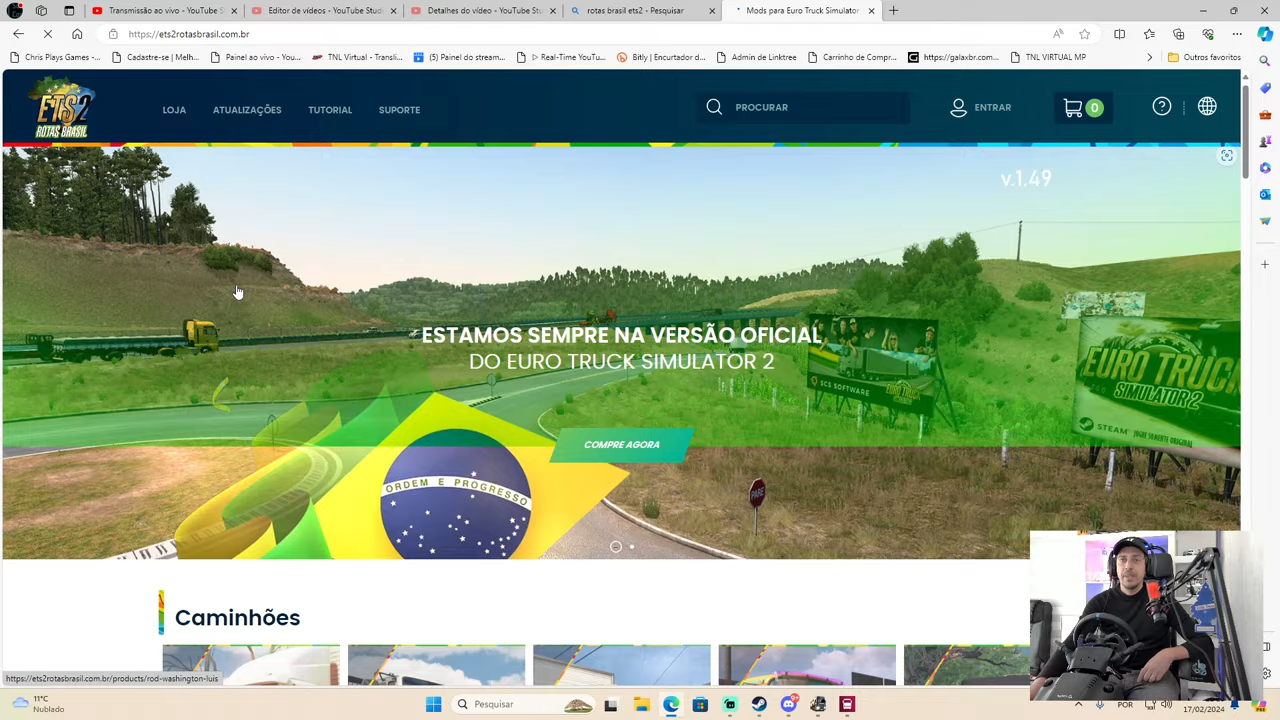 Mods para Euro Truck Simulator
rotas brasil ets2 - Pesquisar
Detalhes do vídeo - YouTube Stu
Editor de vídeos - YouTube Studi
(15) Transmissão ao vivo - YouTube S
https://ets2rotasbrasil.com.br
Chris Plays Games -...
Cadastre-se | Melh...
Painel ao vivo - You...
TNL Virtual - Transli...
(5) Painel do stream...
▷ Real-Time YouTu...
Bitly | Encurtador d...
Admin de Linktree
Carrinho de Compr...
https://galaxbr.com...
TNL VIRTUAL MP
Outros favoritos
ETS2
ROTAS BRASIL
LOJA
ATUALIZAÇÕES
TUTORIAL
SUPORTE
PROCURAR
ENTRAR
0
v.1.49
ESTAMOS SEMPRE NA VERSÃO OFICIAL
DO EURO TRUCK SIMULATOR 2
SCS SOFTWARE
EURO TRUCK
SIMULATOR 2
STEAM
COMPRE AGORA
ORDEM E PROGRESSO
PARE
Caminhões
https://ets2rotasbrasil.com.br/products/rod-washington-luis
11°C
Nublado
Pesquisar
POR
17/02/2024